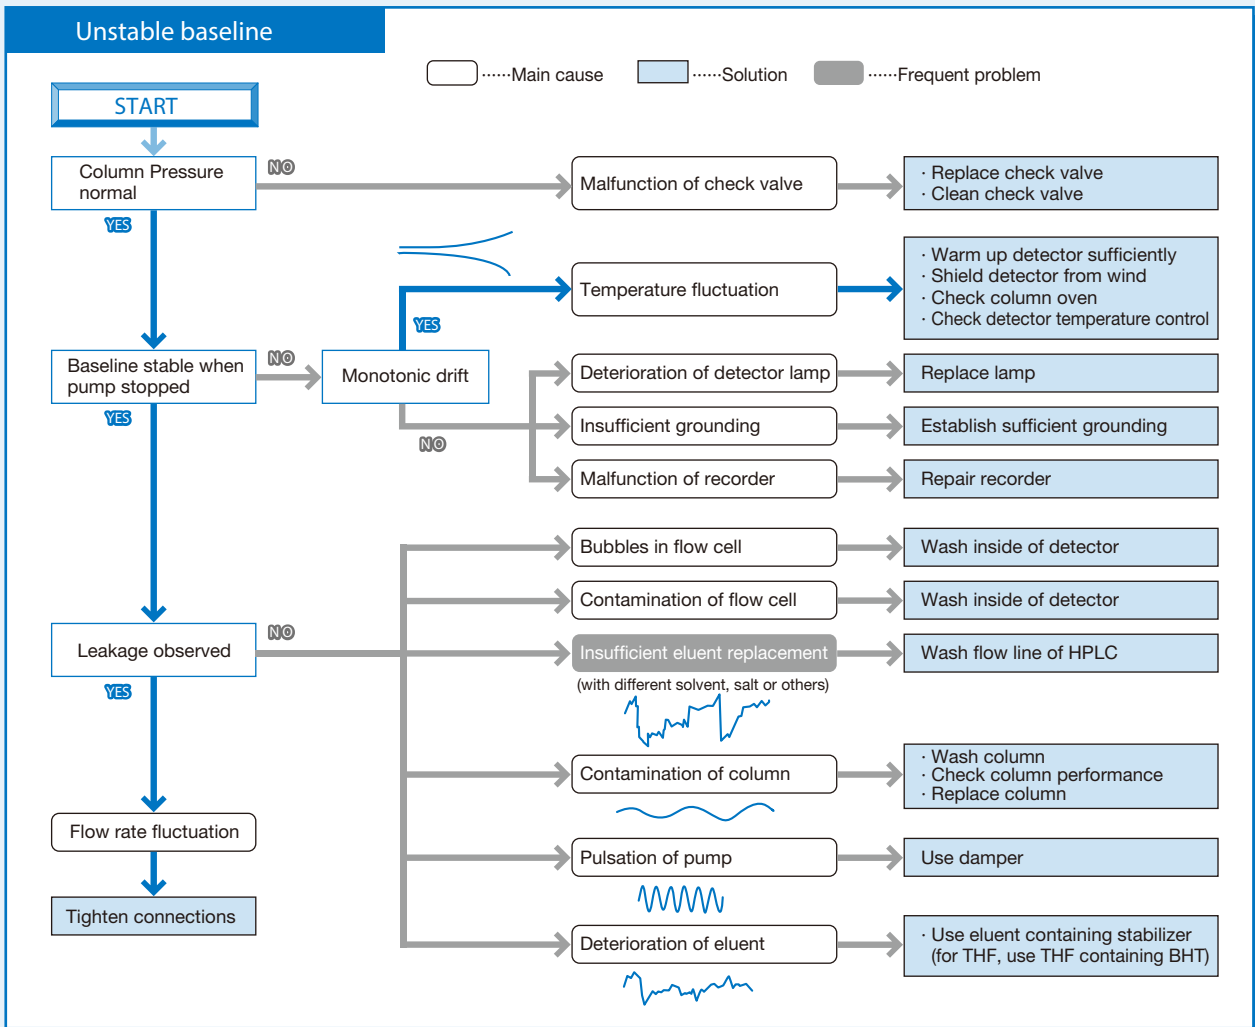 Unstable baseline
······Main cause
······Solution
······Frequent problem
START
Column Pressure
normal
NO
Malfunction of check valve
· Replace check valve
· Clean check valve
YES
Temperature fluctuation
· Warm up detector sufficiently
· Shield detector from wind
· Check column oven
· Check detector temperature control
YES
Baseline stable when
pump stopped
NO
Monotonic drift
Deterioration of detector lamp
Replace lamp
YES
NO
Insufficient grounding
Establish sufficient grounding
Malfunction of recorder
Repair recorder
Bubbles in flow cell
Wash inside of detector
Contamination of flow cell
Wash inside of detector
Leakage observed
NO
Insufficient eluent replacement
(with different solvent, salt or others)
Wash flow line of HPLC
YES
Contamination of column
· Wash column
· Check column performance
· Replace column
Flow rate fluctuation
Pulsation of pump
Use damper
Tighten connections
Deterioration of eluent
· Use eluent containing stabilizer
(for THF, use THF containing BHT)